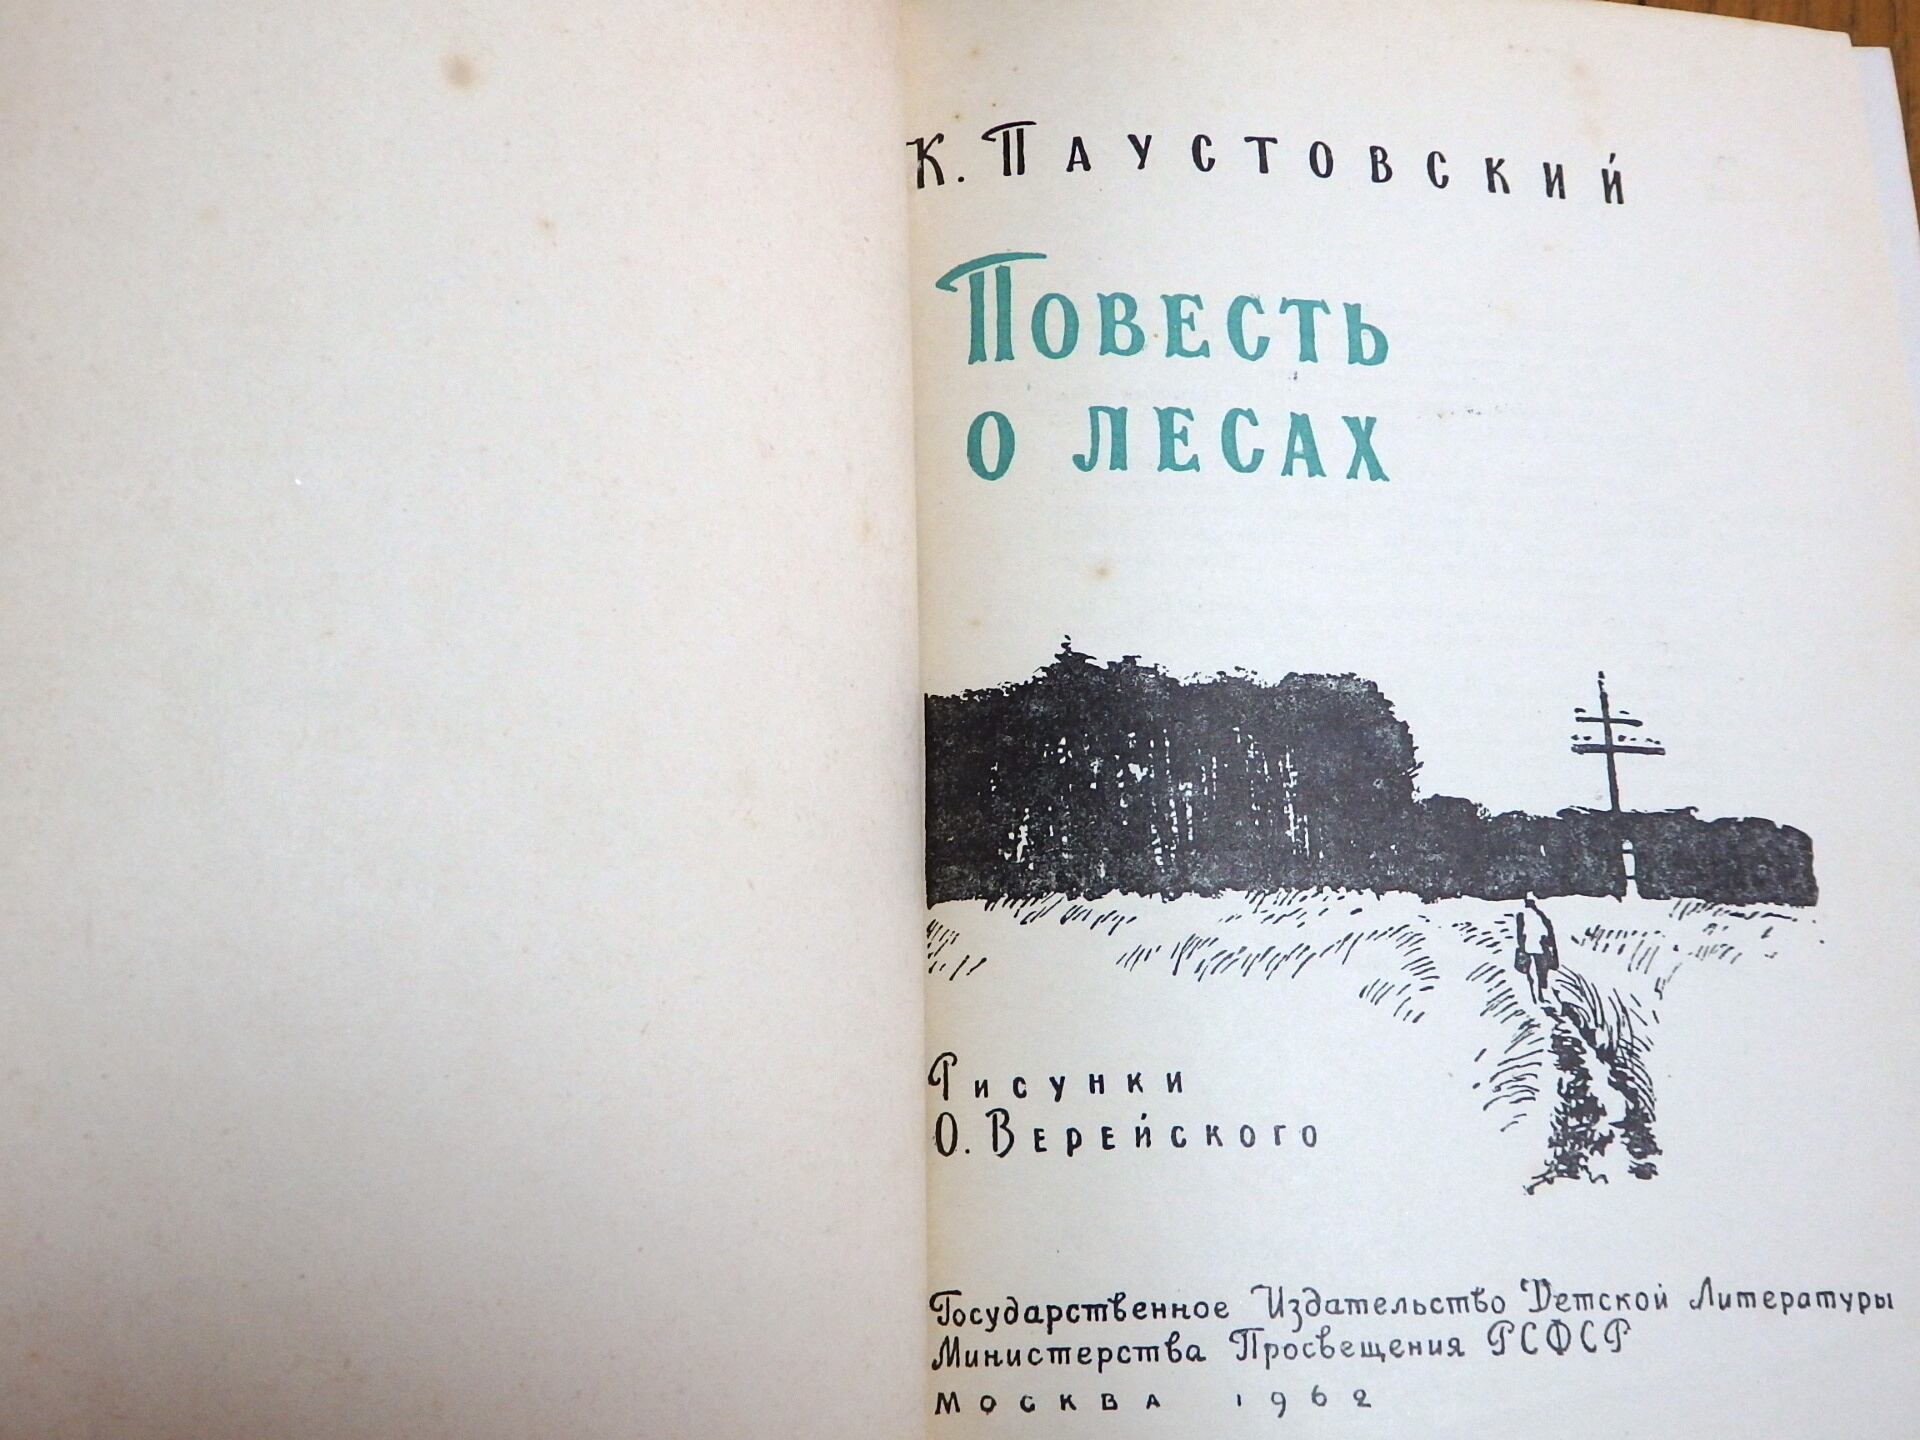 К. Паустовский
Повесть
о лесах
Рисунки
О. Верейского
Государственное Издательство Детской Литературы
Министерства Просвещения РСФСР
Москва 1962